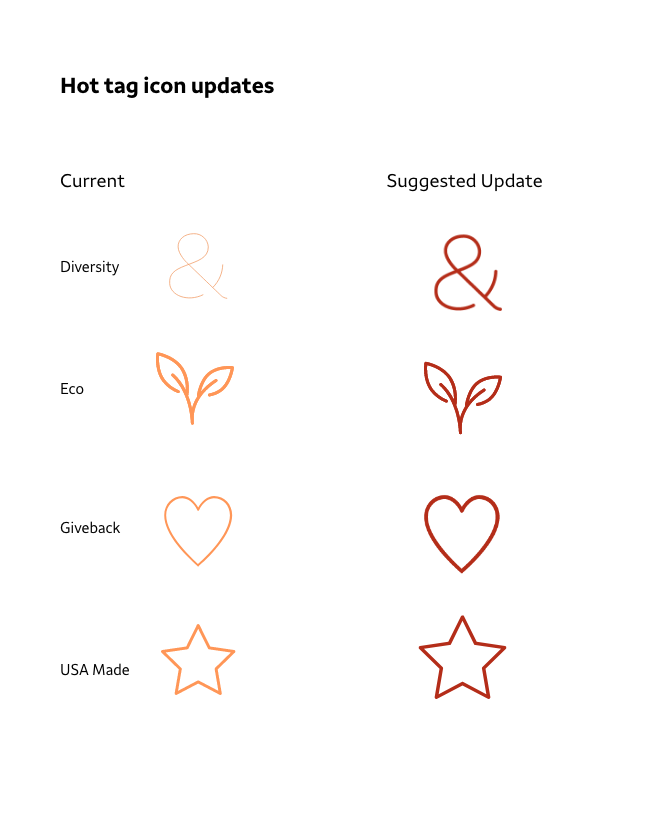 Hot tag icon updates
Current
Suggested Update
Diversity
&
&
Eco
Giveback
USA Made